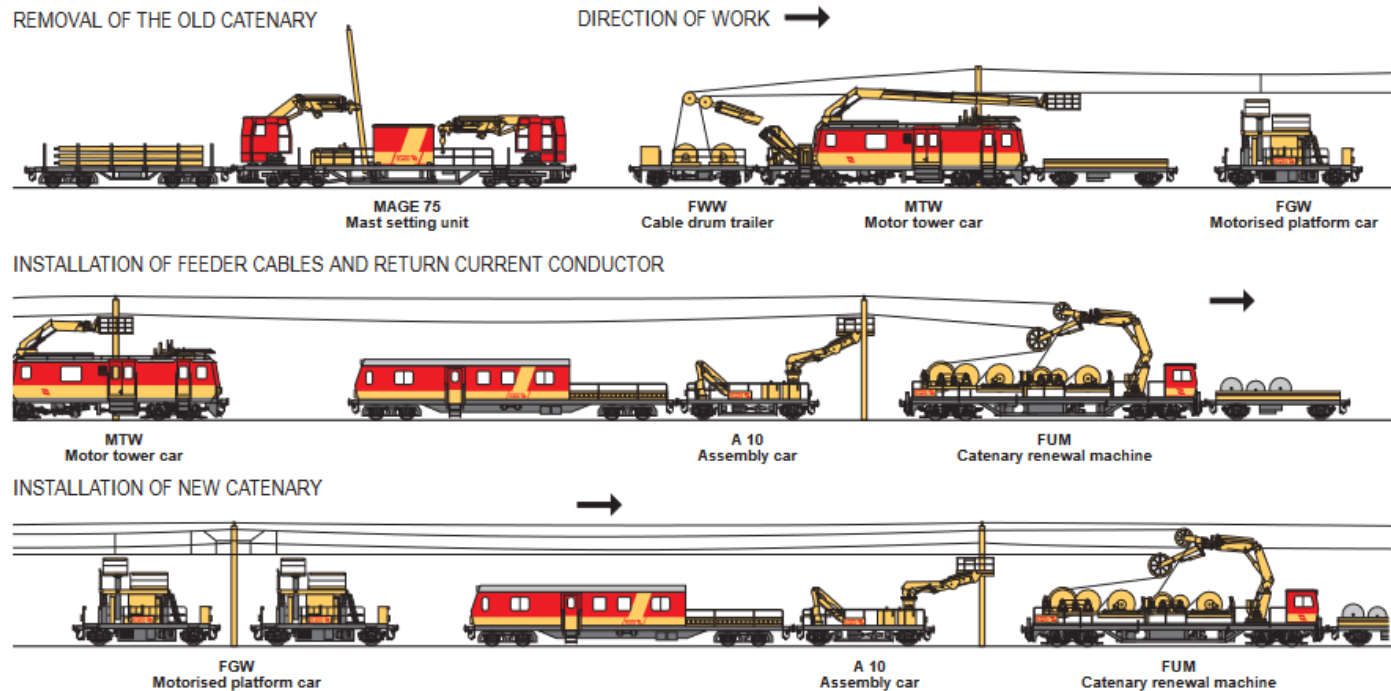 REMOVAL OF THE OLD CATENARY
DIRECTION OF WORK
MAGE 75
Mast setting unit
FWW
Cable drum trailer
MTW
Motor tower car
FGW
Motorised platform car
INSTALLATION OF FEEDER CABLES AND RETURN CURRENT CONDUCTOR
MTW
Motor tower car
A 10
Assembly car
FUM
Catenary renewal machine
INSTALLATION OF NEW CATENARY
FGW
Motorised platform car
A 10
Assembly car
FUM
Catenary renewal machine